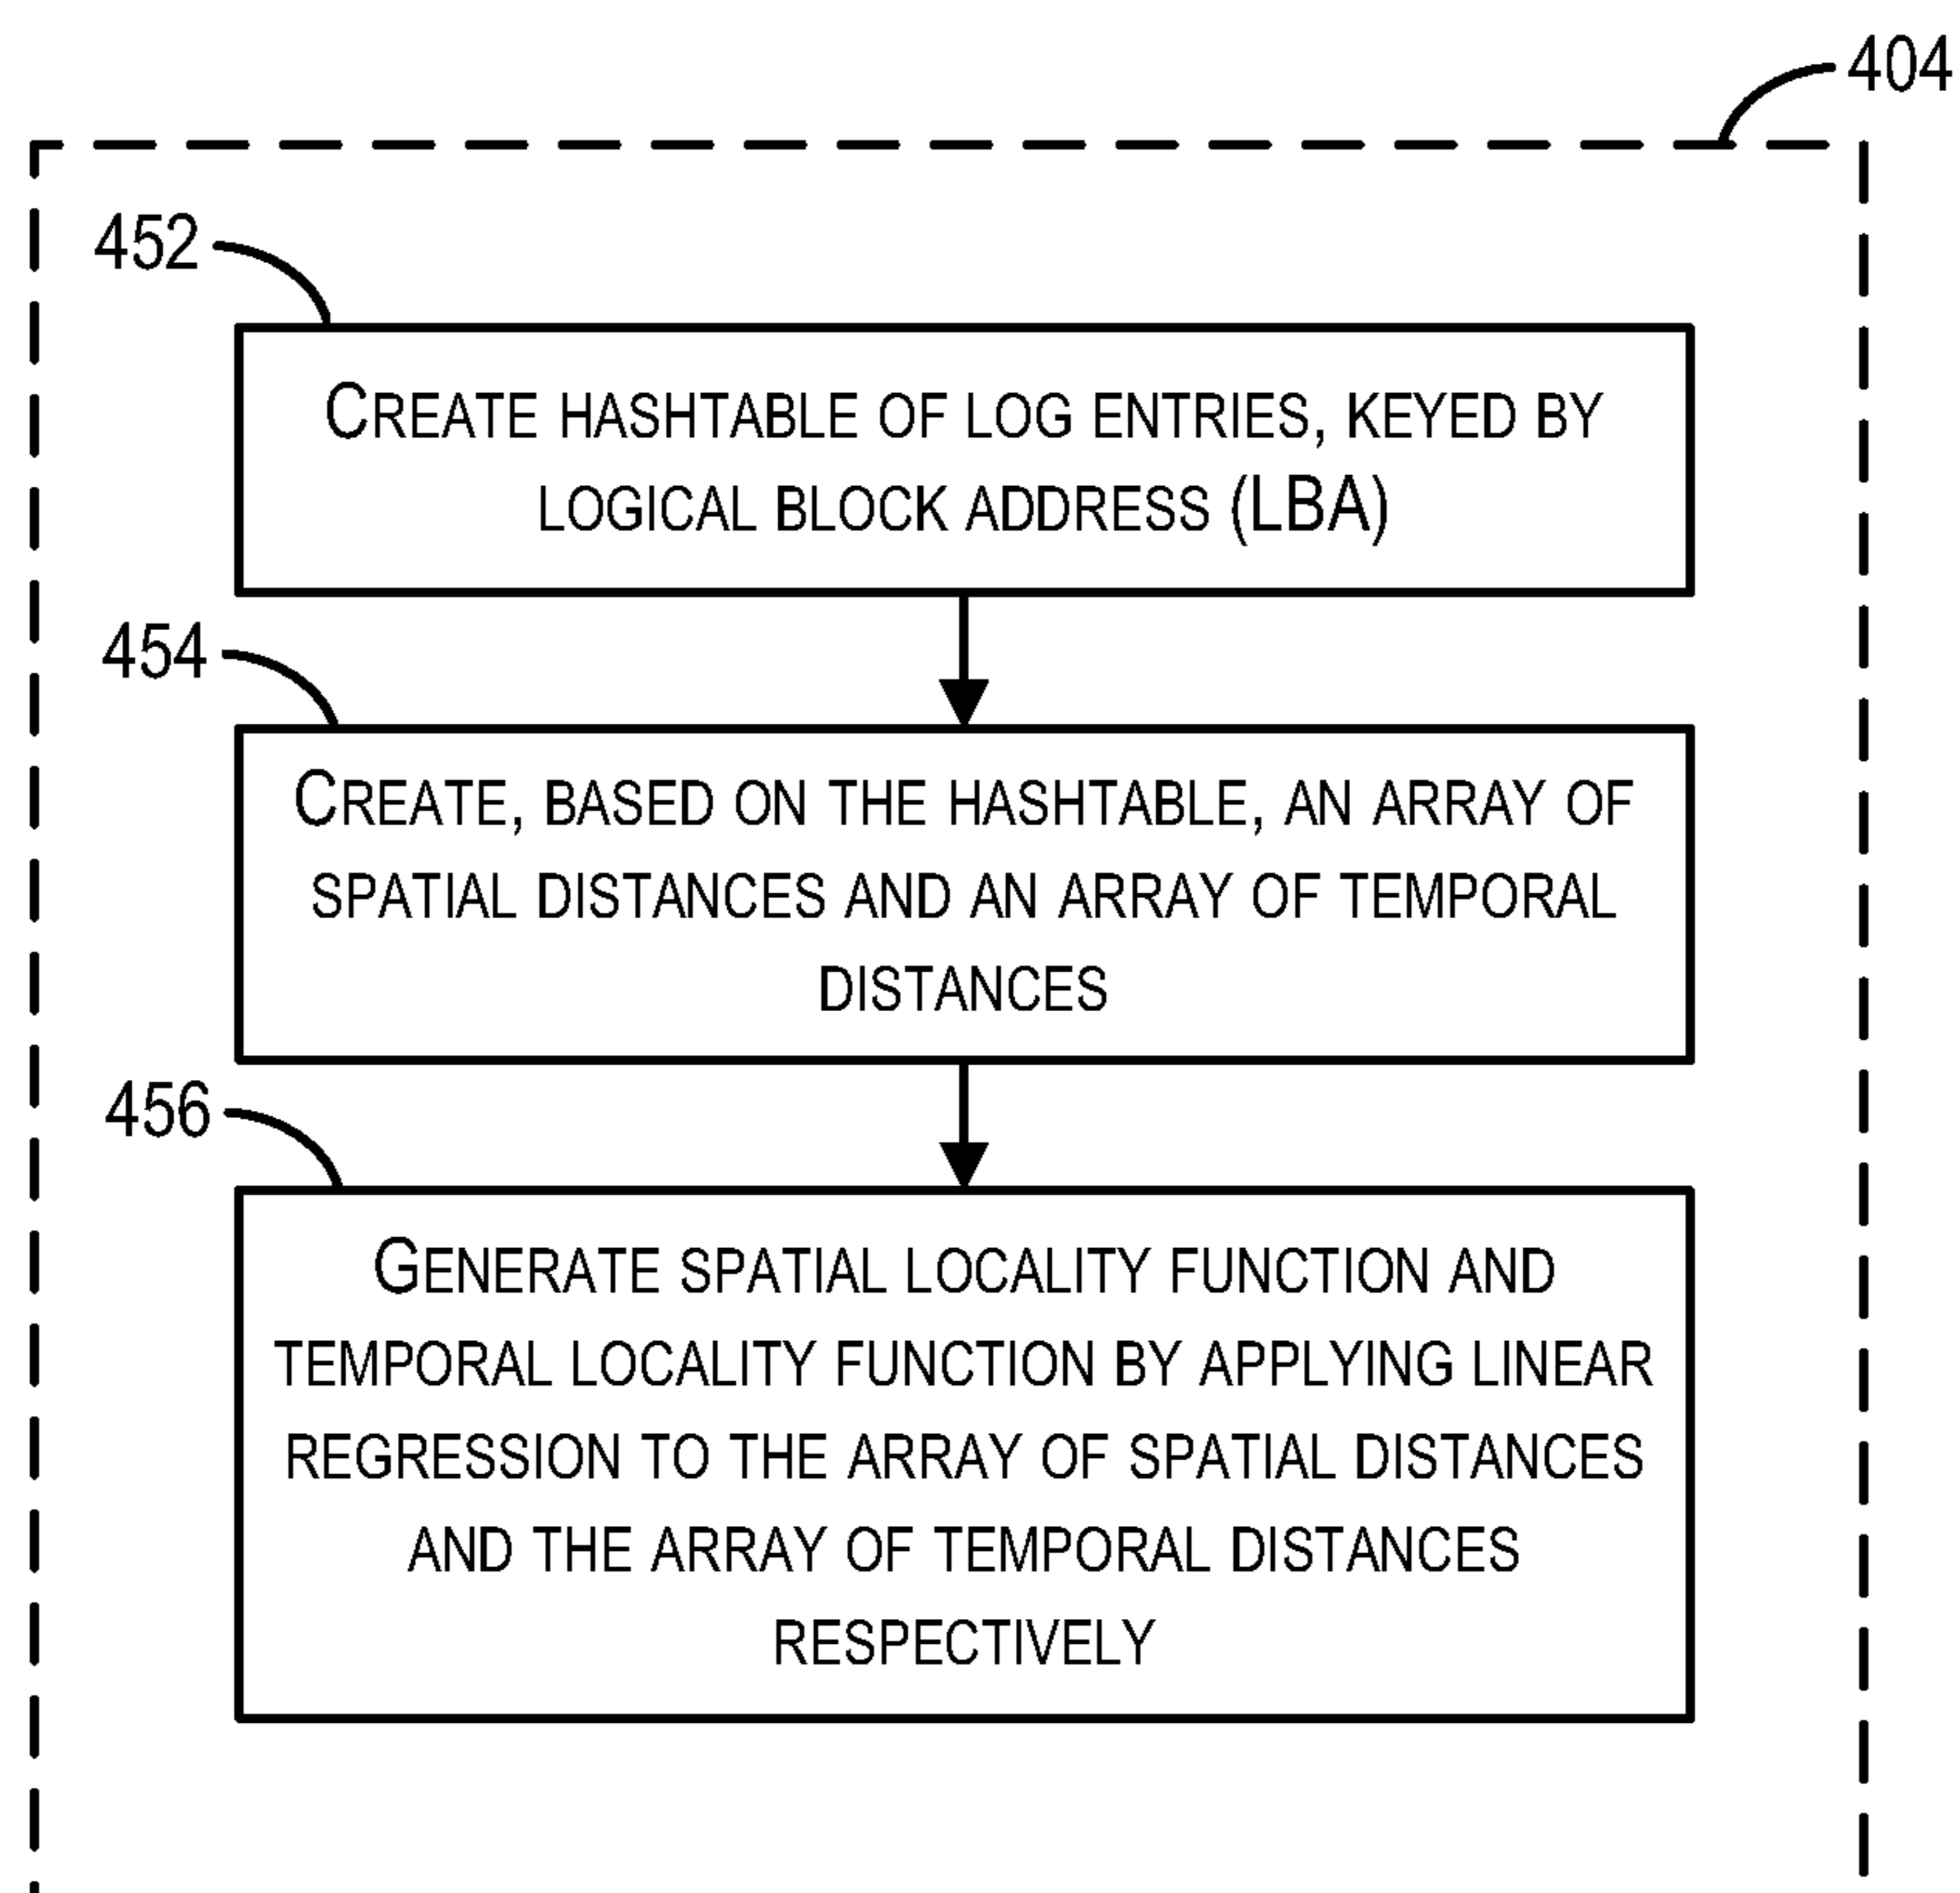 404
452
CREATE HASHTABLE OF LOG ENTRIES, KEYED BY
LOGICAL BLOCK ADDRESS (LBA)
454
CREATE, BASED ON THE HASHTABLE, AN ARRAY OF
SPATIAL DISTANCES AND AN ARRAY OF TEMPORAL
DISTANCES
456
GENERATE SPATIAL LOCALITY FUNCTION AND
TEMPORAL LOCALITY FUNCTION BY APPLYING LINEAR
REGRESSION TO THE ARRAY OF SPATIAL DISTANCES
AND THE ARRAY OF TEMPORAL DISTANCES
RESPECTIVELY